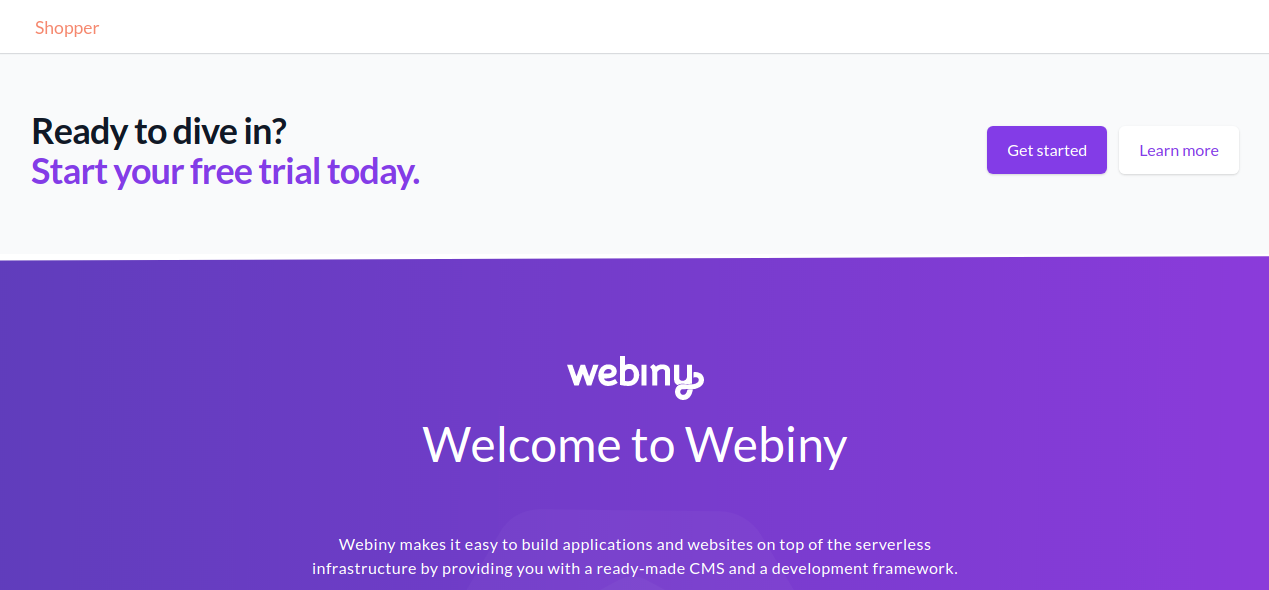 Shopper
Ready to dive in?
Start your free trial today.
Get started
Learn more
webiny
Welcome to Webiny
Webiny makes it easy to build applications and websites on top of the serverless
infrastructure by providing you with a ready-made CMS and a development framework.